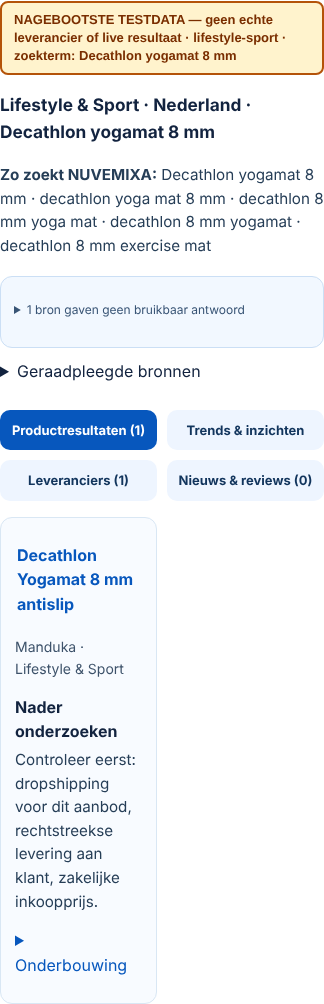 NAGEBOOTSTE TESTDATA — geen echte
leverancier of live resultaat · lifestyle-sport ·
zoekterm: Decathlon yogamat 8 mm
Lifestyle & Sport · Nederland ·
Decathlon yogamat 8 mm
Zo zoekt NUVEMIXA: Decathlon yogamat 8
mm · decathlon yoga mat 8 mm · decathlon 8
mm yoga mat · decathlon 8 mm yogamat ·
decathlon 8 mm exercise mat
1 bron gaven geen bruikbaar antwoord
Geraadpleegde bronnen
Productresultaten (1)
Trends & inzichten
Leveranciers (1)
Nieuws & reviews (0)
Decathlon
Yogamat 8 mm
antislip
Manduka ·
Lifestyle & Sport
Nader
onderzoeken
Controleer eerst:
dropshipping
voor dit aanbod,
rechtstreekse
levering aan
klant, zakelijke
inkoopprijs.
Onderbouwing